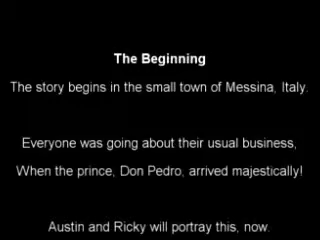 The Beginning
The story begins in the small town of Messina, Italy.
Everyone was going about their usual business,
When the prince, Don Pedro, arrived majestically!
Austin and Ricky will portray this, now.